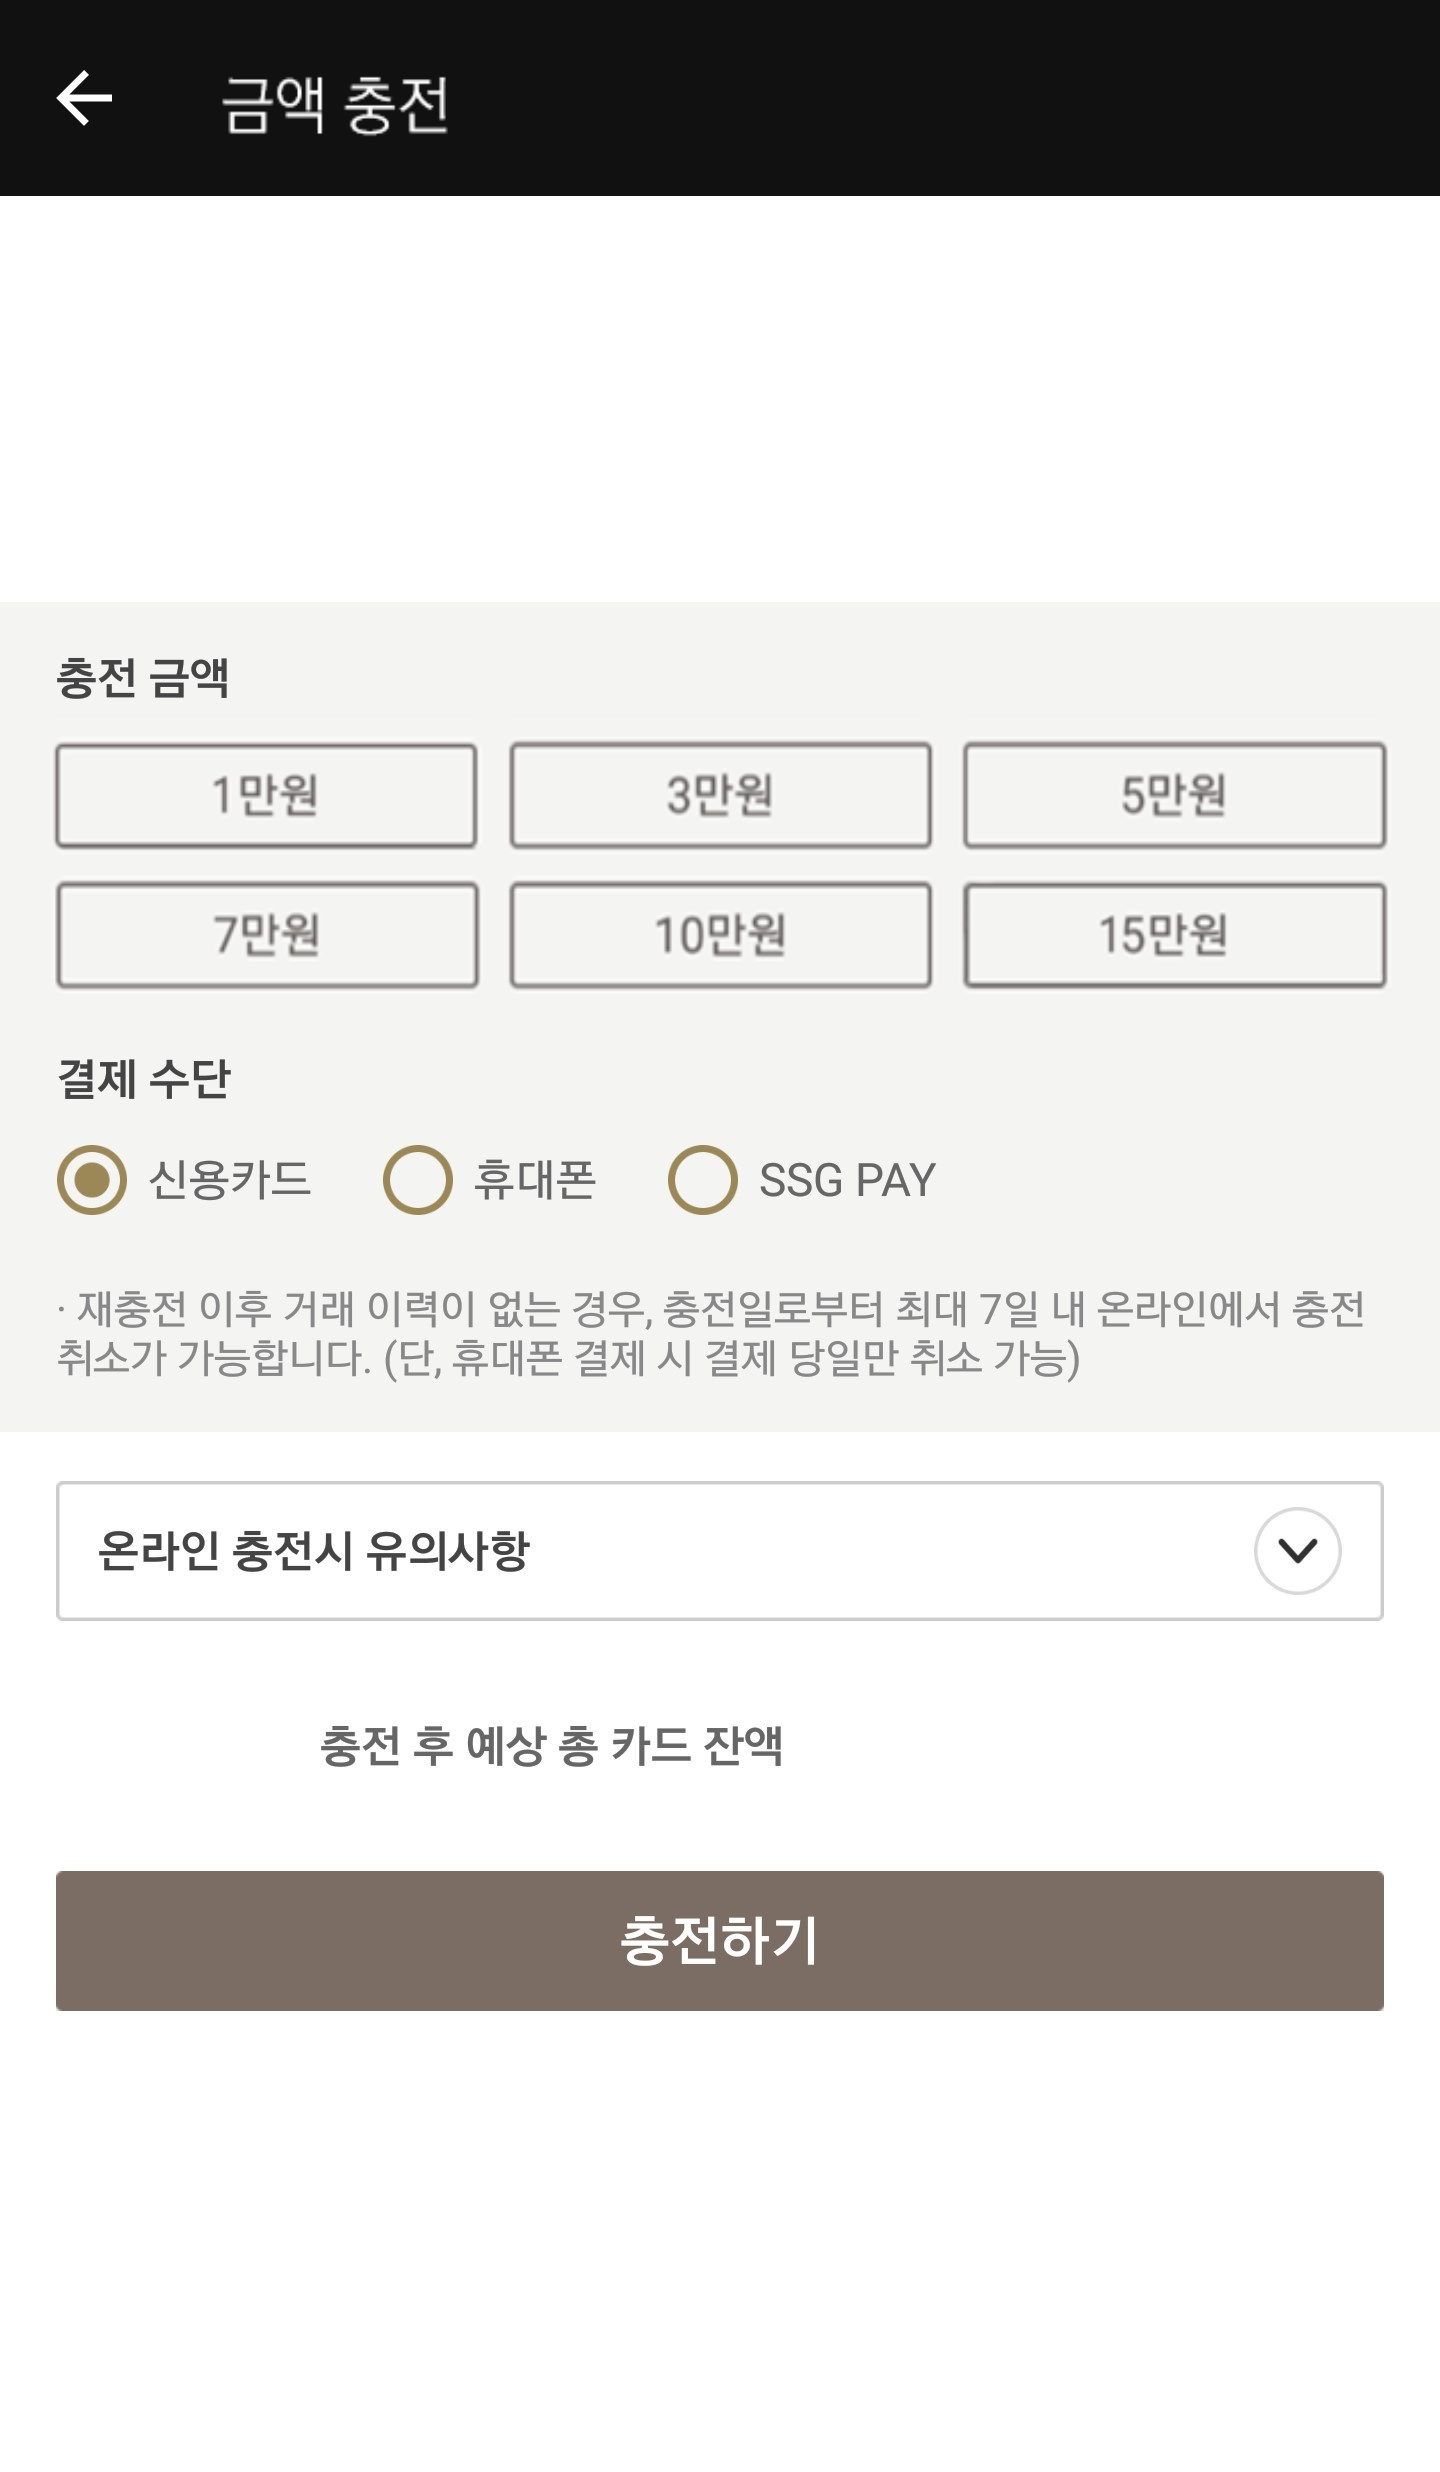 금액 충전
충전 금액
1만원 3만원 5만원
7만원 10만원 15만원
결제 수단
신용카드 휴대폰 SSG PAY
· 재충전 이후 거래 이력이 없는 경우, 충전일로부터 최대 7일 내 온라인에서 충전
취소가 가능합니다. (단, 휴대폰 결제 시 결제 당일만 취소 가능)
온라인 충전시 유의사항
충전 후 예상 총 카드 잔액
충전하기